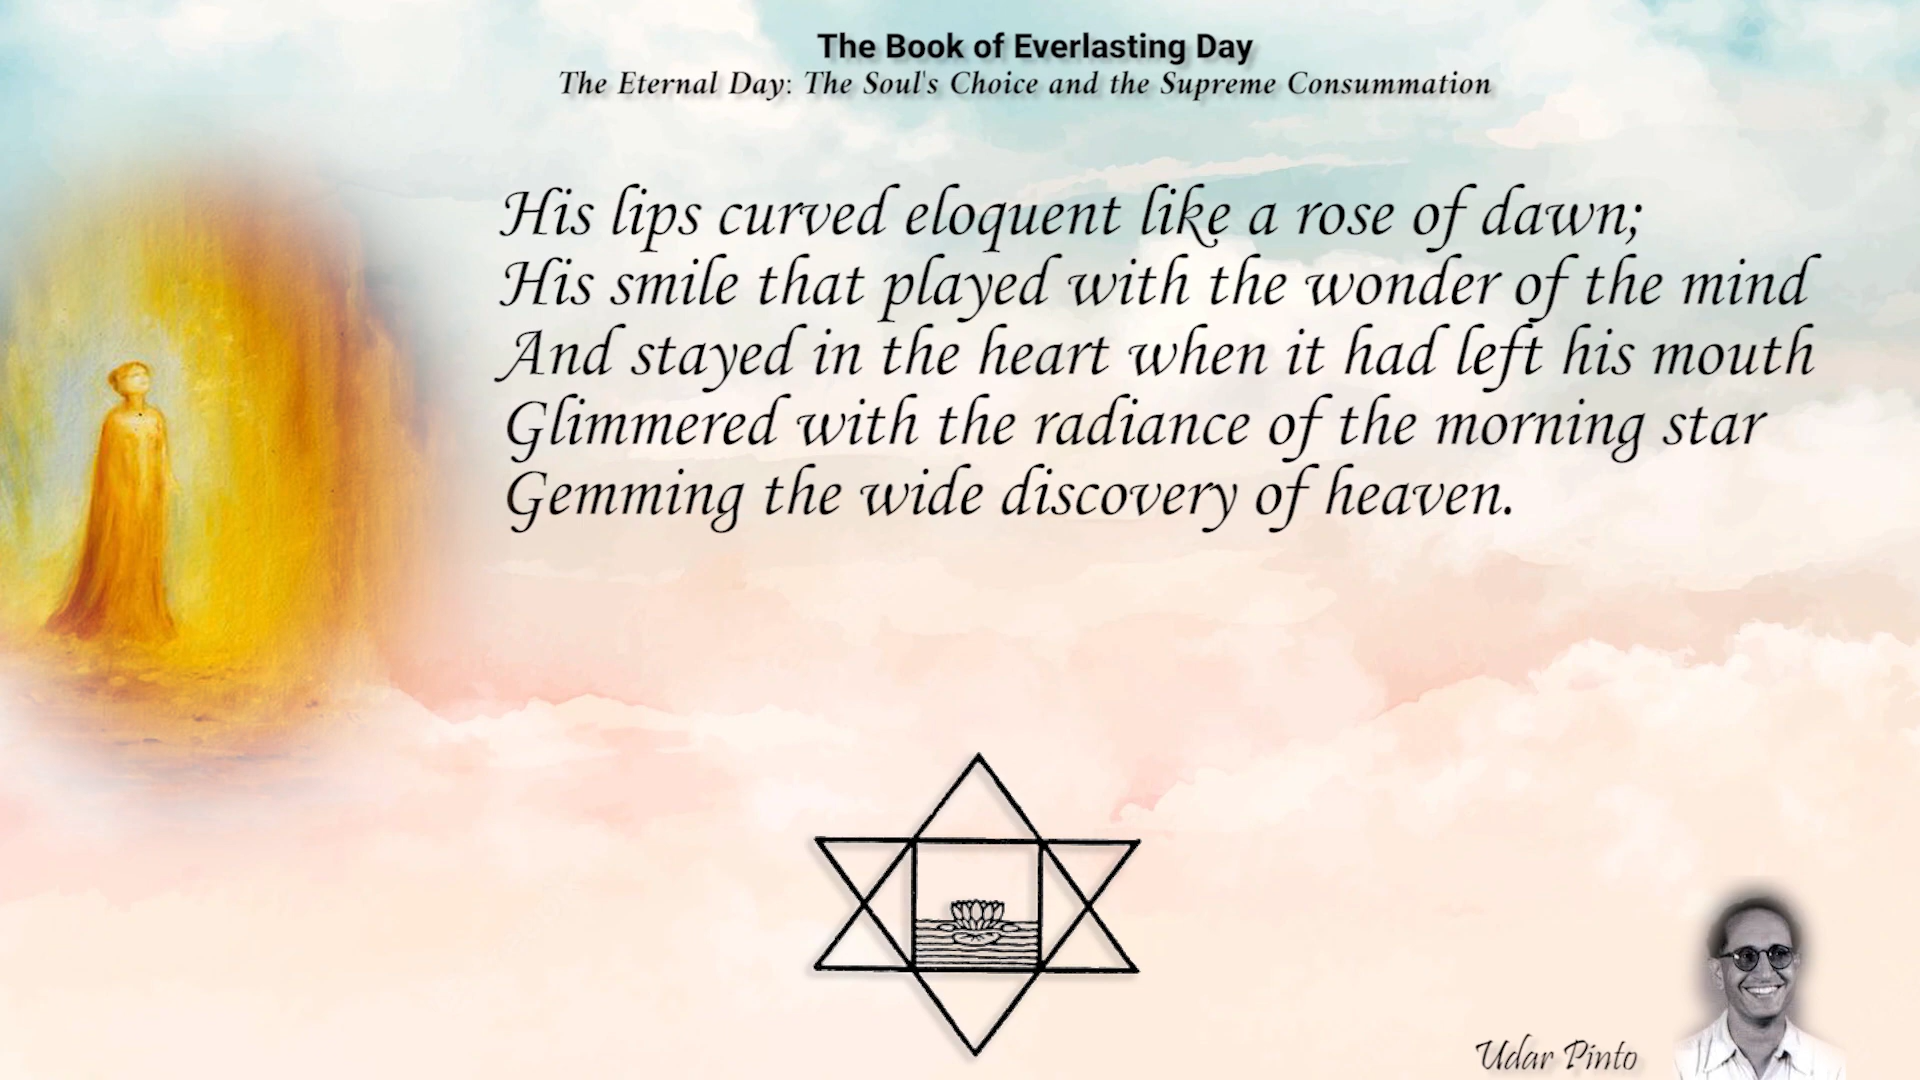 The Book of Everlasting Day
The Eternal Day: The Soul's Choice and the Supreme Consummation
His lips curved eloquent like a rose of dawn;
His smile that played with the wonder of the mind
And stayed in the heart when it had left his mouth
Glimmered with the radiance of the morning star
Gemming the wide discovery of heaven.
Udar Pinto